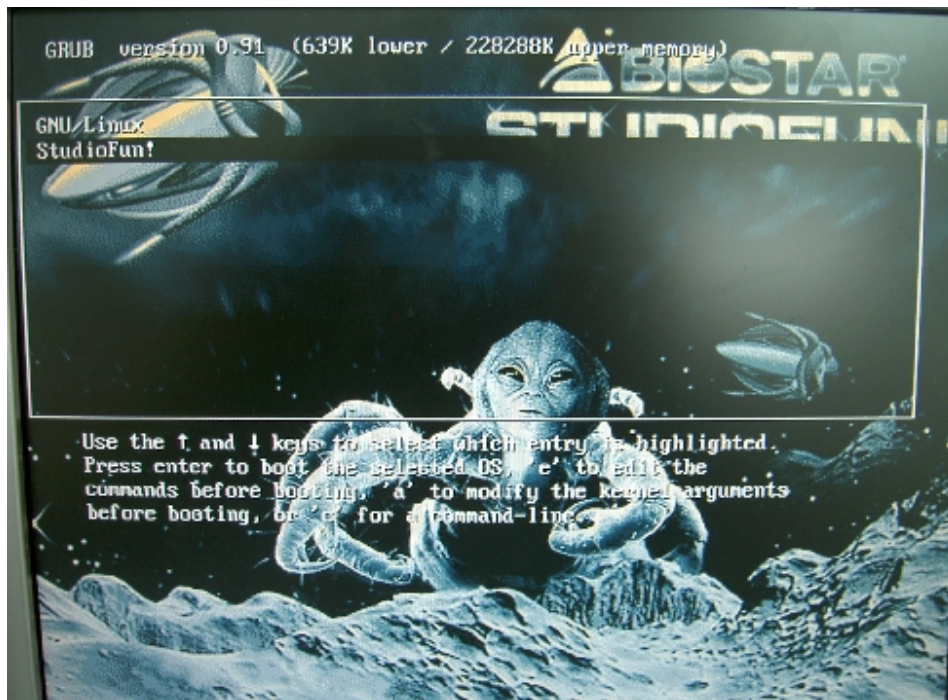 GRUB version 0.91 (639K lower / 228288K upper memory)
BIOSTAR
STUDIOFUN
GNU/Linux
StudioFun!
Use the ↑ and ↓ keys to select which entry is highlighted.
Press enter to boot the selected OS, 'e' to edit the
commands before booting, 'a' to modify the kernel arguments
before booting, or 'c' for a command-line.